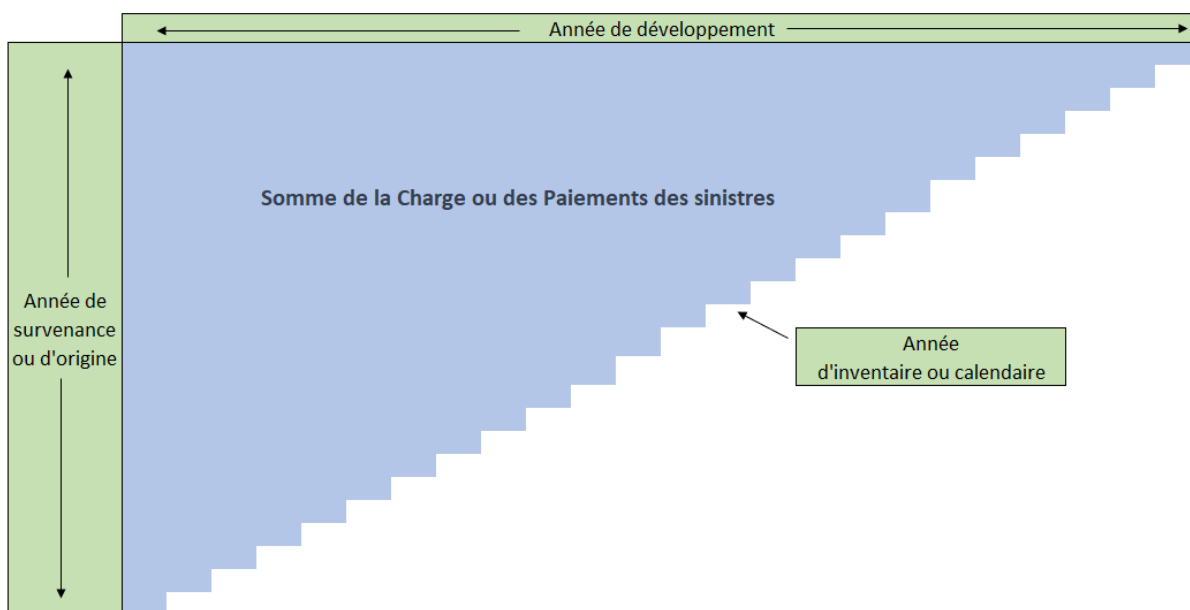 Année de développement
Somme de la Charge ou des Paiements des sinistres
Année de
survenance
ou d'origine
Année
d'inventaire ou calendaire